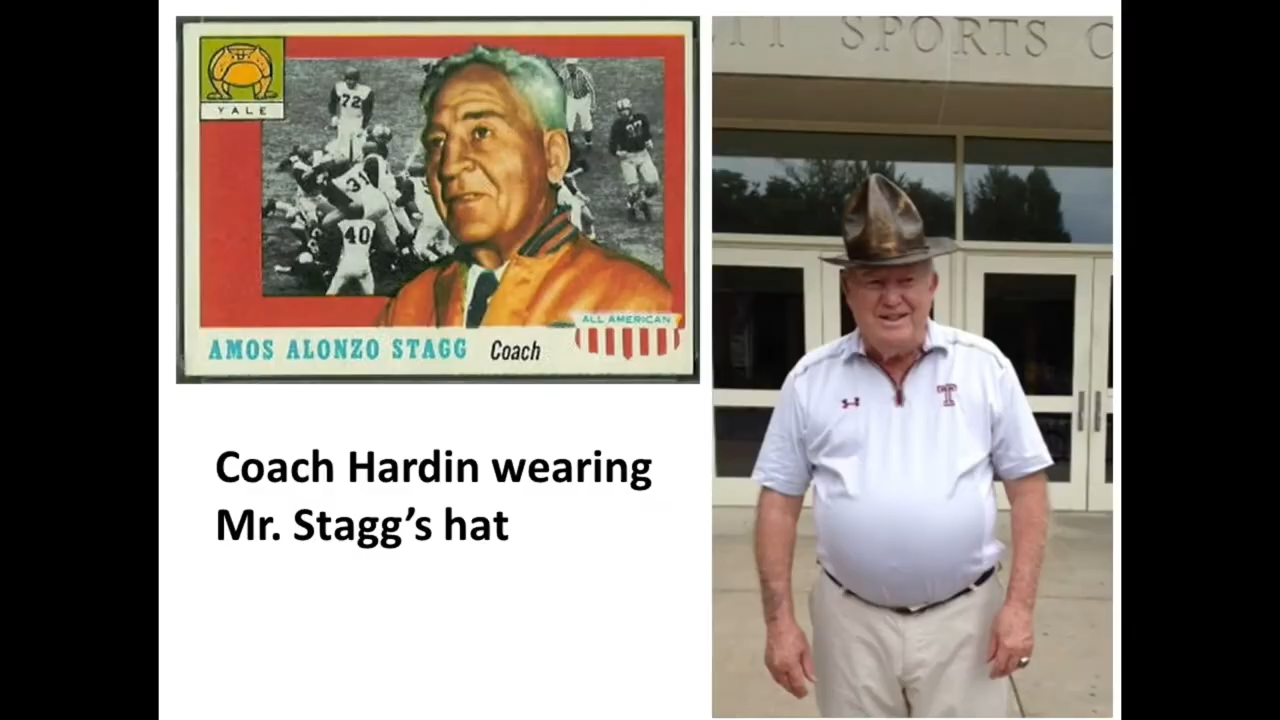 YALE
72
31
40
ALL AMERICAN
AMOS ALONZO STAGG Coach
SPORTS C
T
Coach Hardin wearing
Mr. Stagg’s hat